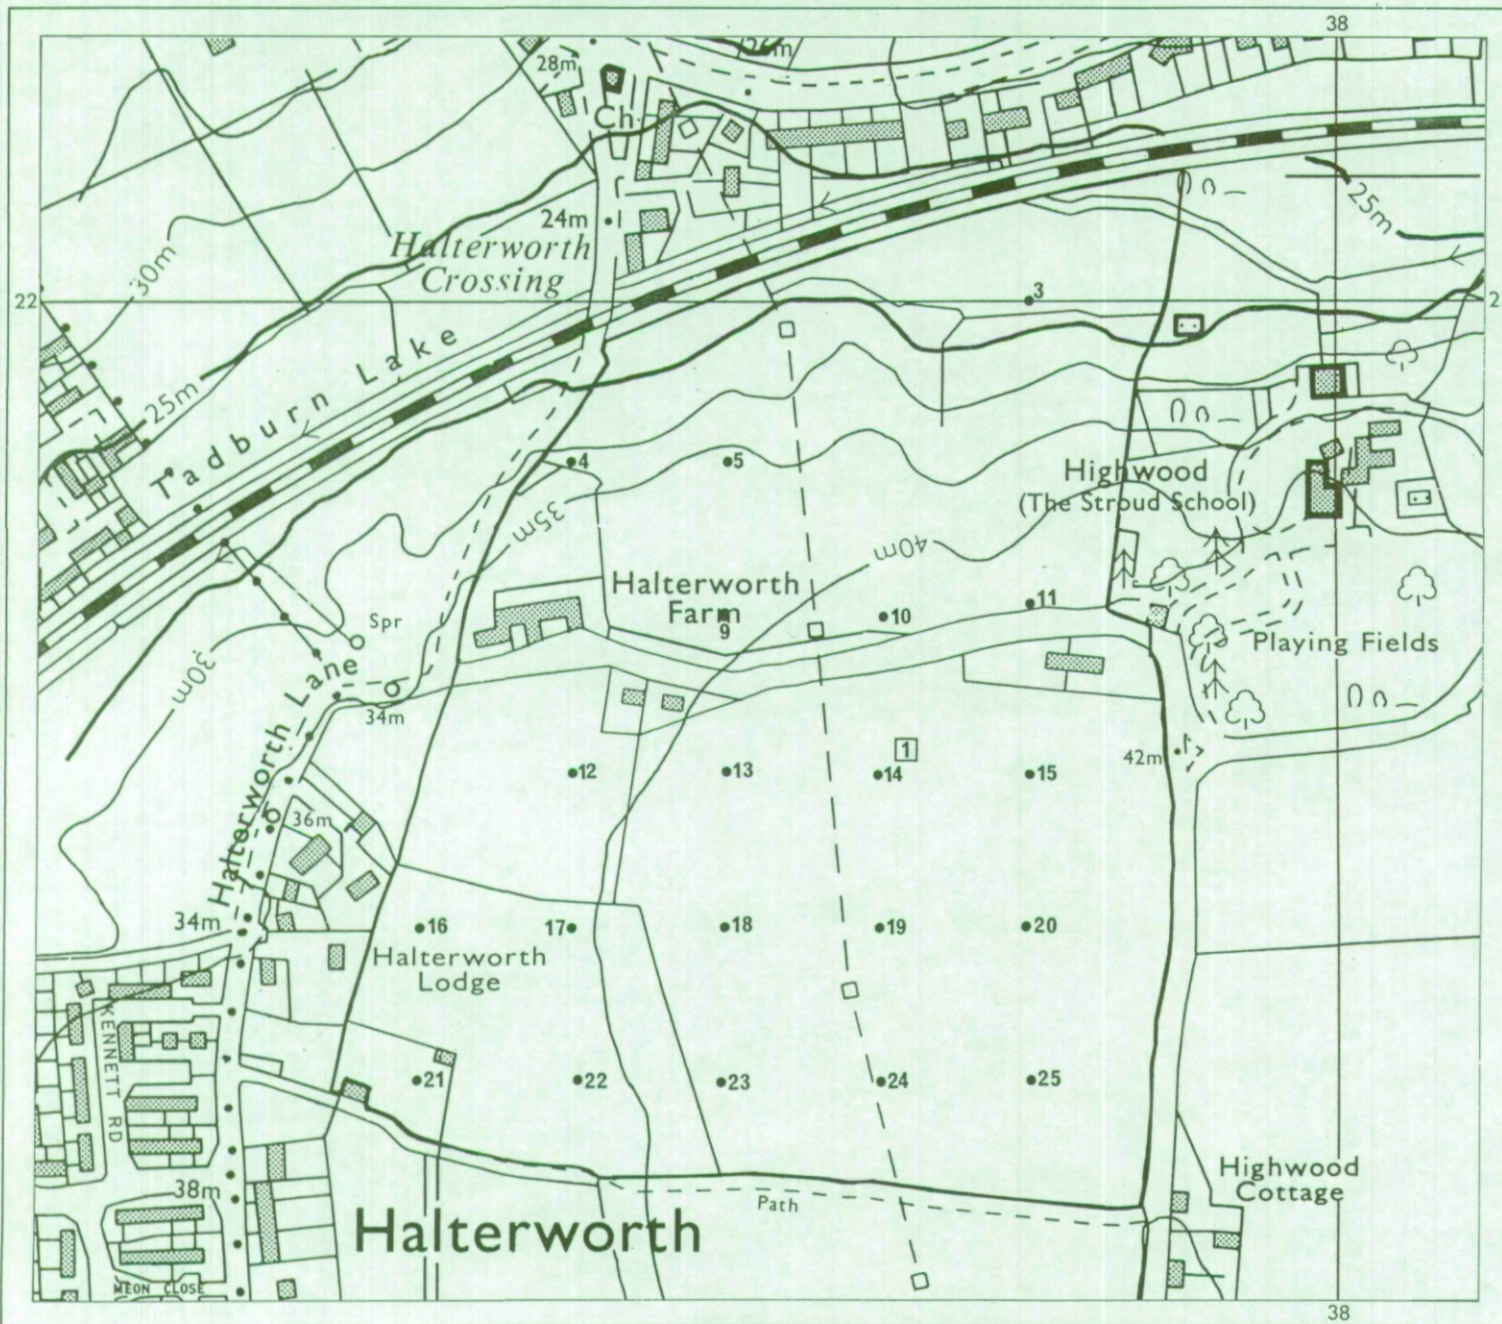 38
28m
26m
Ch
24m
Halterworth
Crossing
25m
30m
22
3
2
25m
Tadburn Lake
4
5
Highwood
(The Stroud School)
35m
40m
Halterworth
Farm
9
10
11
Spr
Playing Fields
30m
Halterworth Lane
34m
1
42m
12
13
14
15
36m
34m
16
17
18
19
20
Halterworth
Lodge
KENNETT RD
21
22
23
24
25
38m
Path
Highwood
Cottage
Halterworth
MEON CLOSE
38